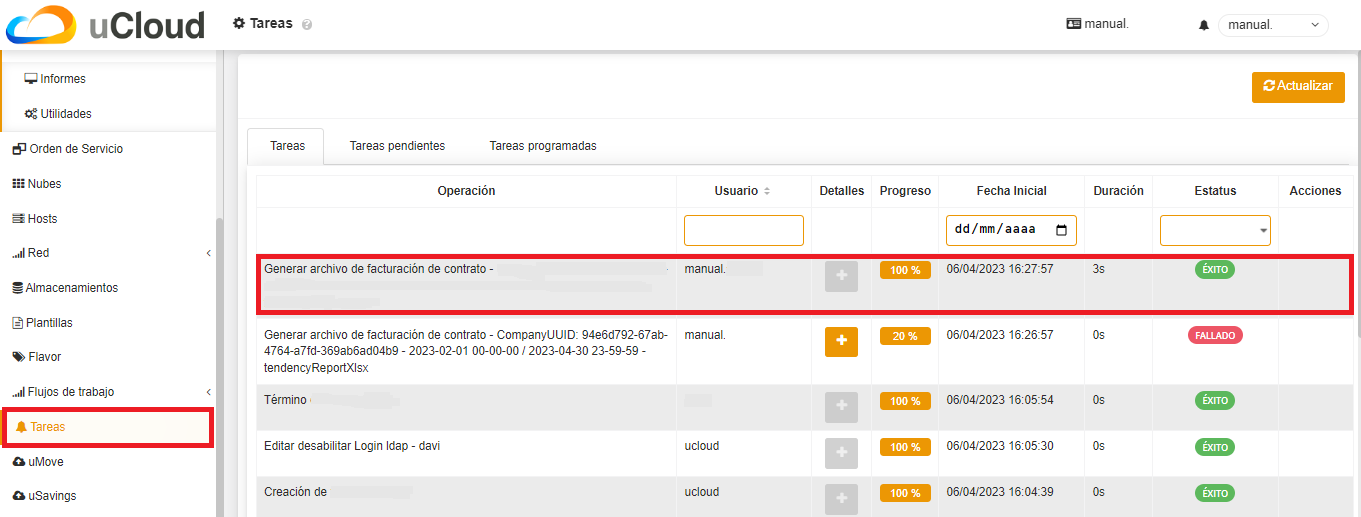 uCloud
Tareas
manual.
manual.
Informes
Utilidades
Orden de Servicio
Nubes
Hosts
Red
Almacenamientos
Plantillas
Flavor
Flujos de trabajo
Tareas
uMove
uSavings
Actualizar
Tareas Tareas pendientes Tareas programadas
Operación Usuario Detalles Progreso Fecha Inicial Duración Estatus Acciones
dd/mm/aaaa
Generar archivo de facturación de contrato - manual. 100 % 06/04/2023 16:27:57 3s ÉXITO
Generar archivo de facturación de contrato - CompanyUUID: 94e6d792-67ab- manual. 20 % 06/04/2023 16:26:57 0s FALLADO
4764-a7fd-369ab6ad04b9 - 2023-02-01 00-00-00 / 2023-04-30 23-59-59 -
tendencyReportXlsx
Término 100 % 06/04/2023 16:05:54 0s ÉXITO
Editar desabilitar Login ldap - davi ucloud 100 % 06/04/2023 16:05:30 0s ÉXITO
Creación de ucloud 100 % 06/04/2023 16:04:39 0s ÉXITO